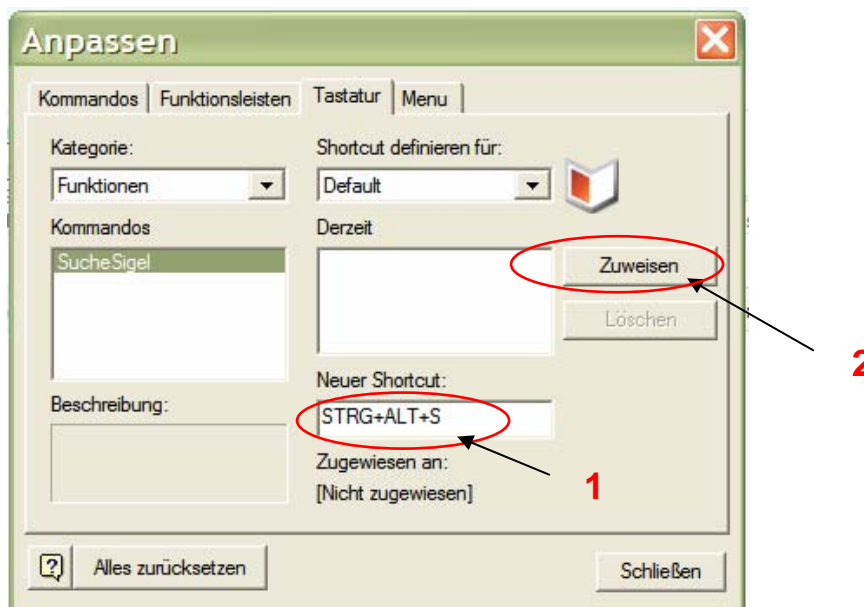 Anpassen
Kommandos Funktionsleisten Tastatur Menu
Kategorie: Shortcut definieren für:
Funktionen Default
Kommandos Derzeit
SucheSigel
Zuweisen
Löschen
2
Neuer Shortcut:
Beschreibung:
STRG+ALT+S
Zugewiesen an:
1
[Nicht zugewiesen]
? Alles zurücksetzen Schließen